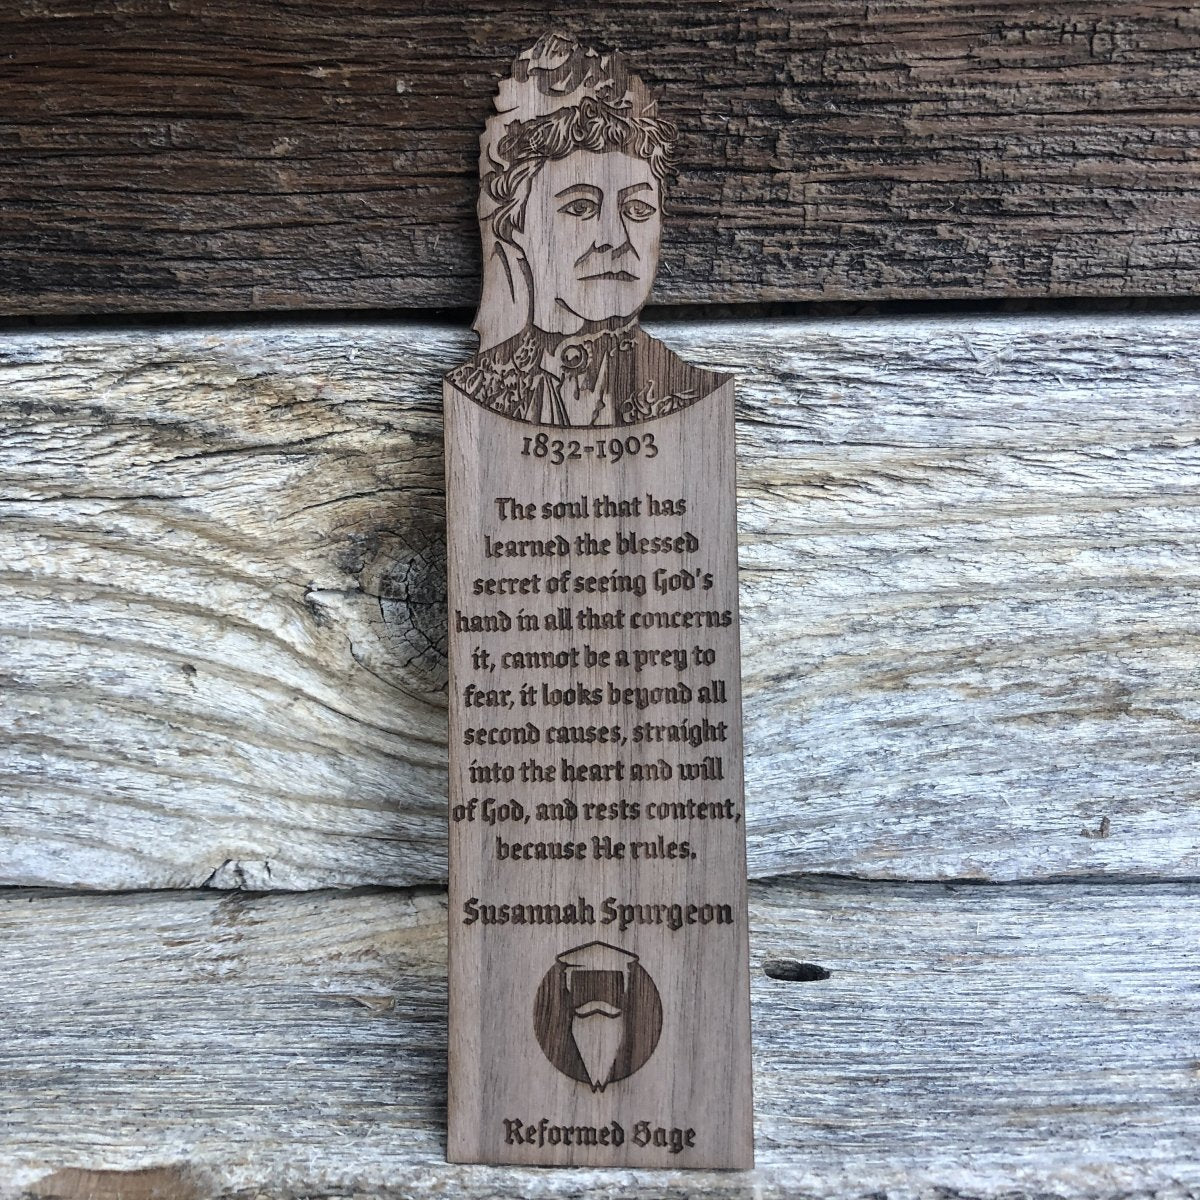 1832-1903
The soul that has
learned the blessed
secret of seeing God's
hand in all that concerns
it, cannot be a prey to
fear, it looks beyond all
second causes, straight
into the heart and will
of God, and rests content,
because He rules.
Susannah Spurgeon
Reformed Sage